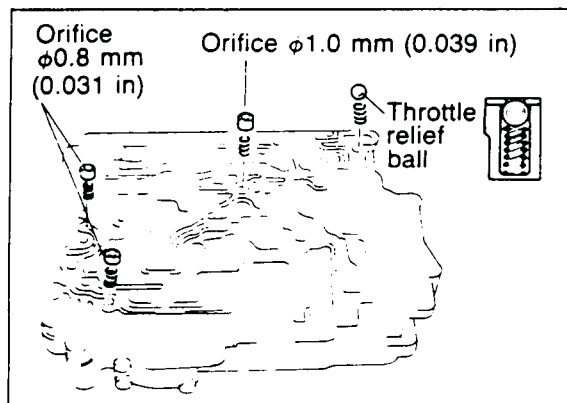 Orifice
φ0.8 mm
(0.031 in)
Orifice φ1.0 mm (0.039 in)
Throttle
relief
ball